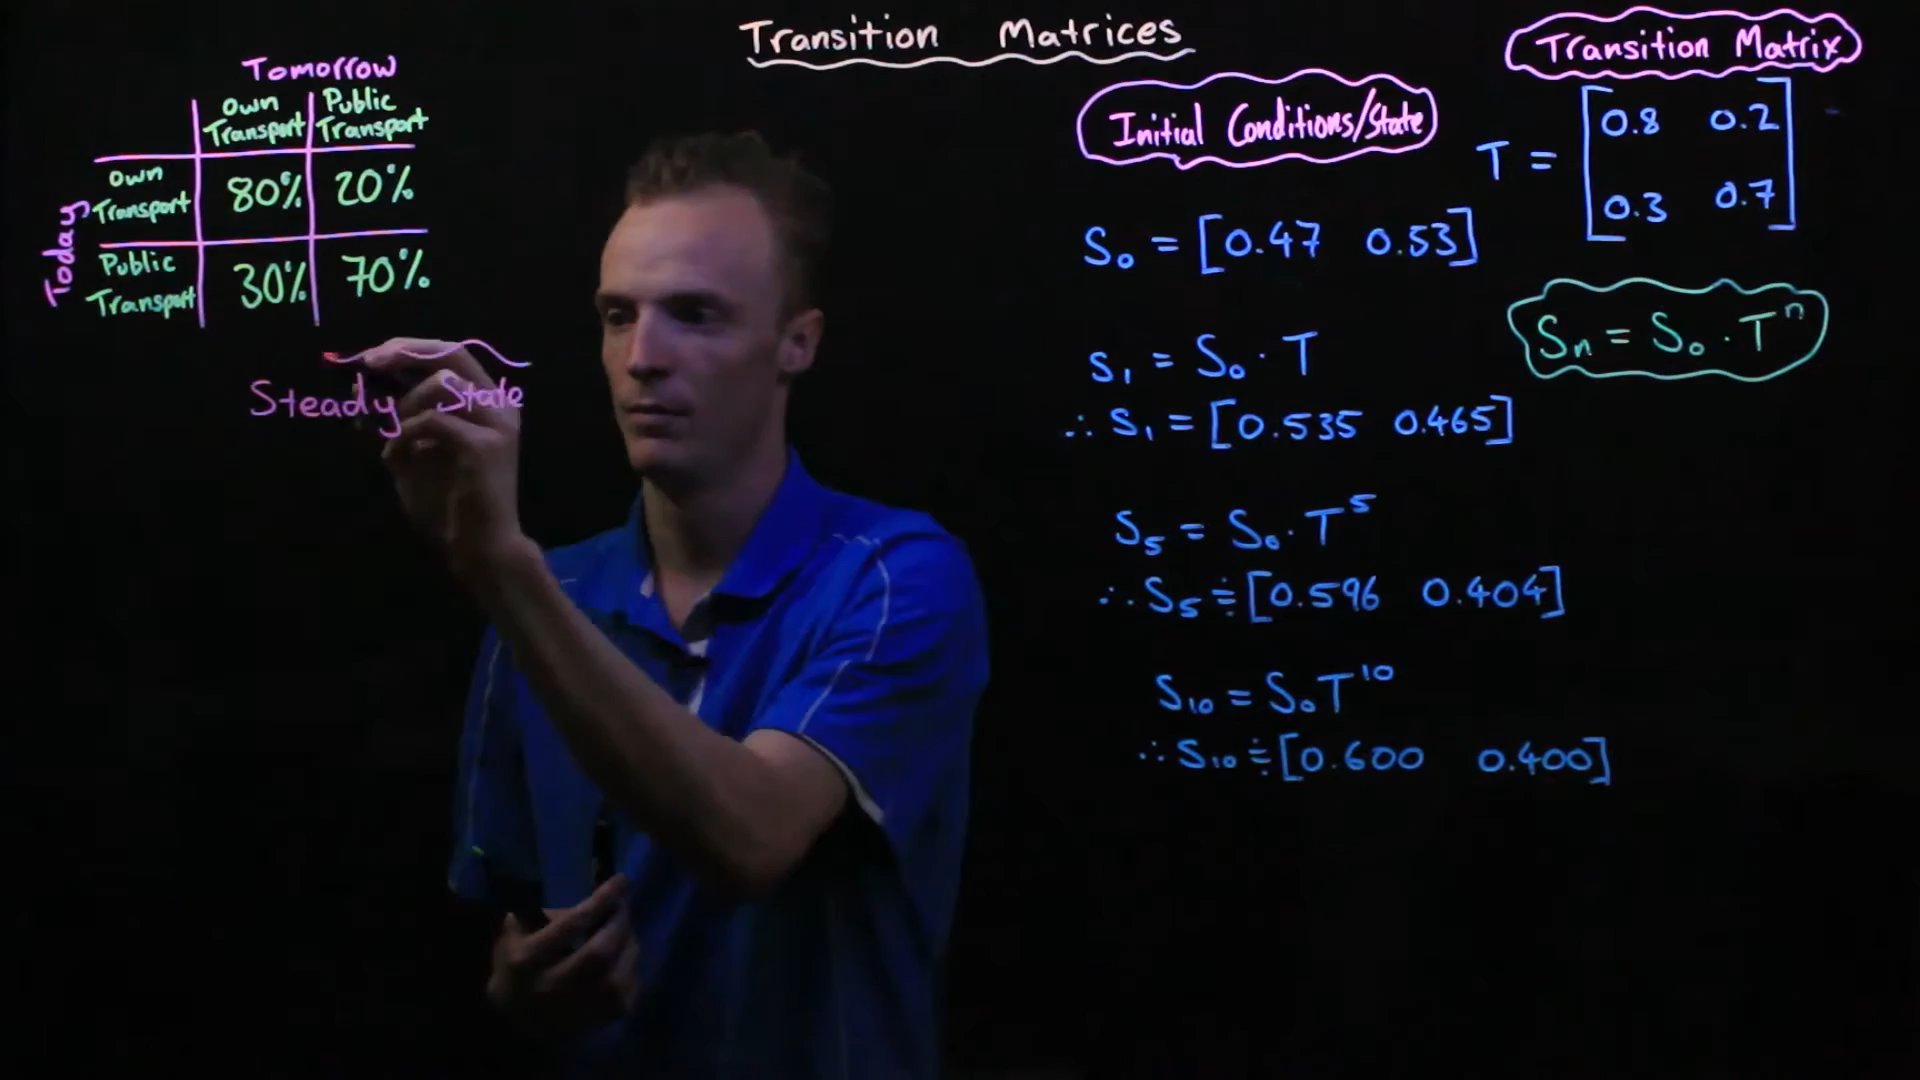 Transition Matrices
Tomorrow
Own Transport
Public Transport
Today
Own Transport
80% 20%
Public Transport
30% 70%
Steady State
Initial Conditions/State
S₀ = [0.47 0.53]
S₁ = S₀ · T
∴ S₁ = [0.535 0.465]
S₅ = S₀ · T⁵
∴ S₅ ≑ [0.596 0.404]
S₁₀ = S₀T¹⁰
∴ S₁₀ ≑ [0.600 0.400]
Transition Matrix
T = [0.8 0.2
0.3 0.7]
Sₙ = S₀ · Tⁿ